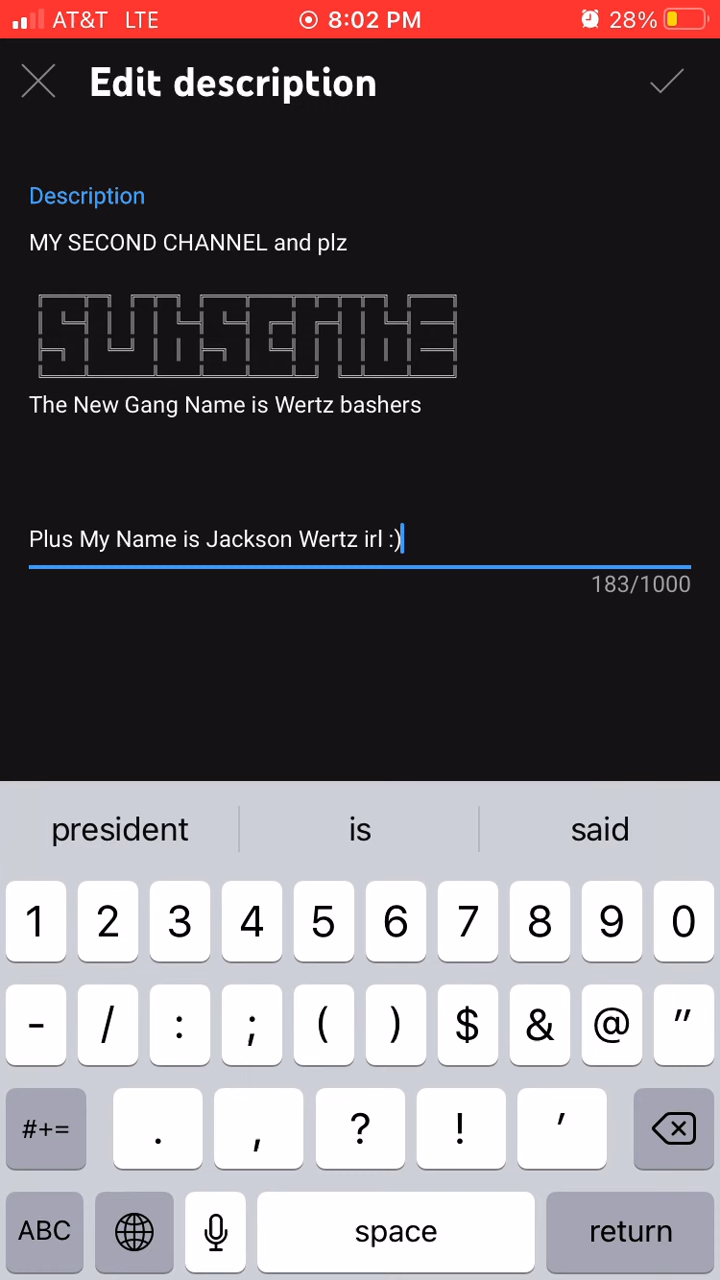 AT&T LTE 8:02 PM 28%
Edit description
Description
MY SECOND CHANNEL and plz
SUBSCRIBE
The New Gang Name is Wertz bashers
Plus My Name is Jackson Wertz irl :)
183/1000
president is said
1 2 3 4 5 6 7 8 9 0
- / : ; ( ) $ & @ "
#+= . , ? ! '
ABC space return